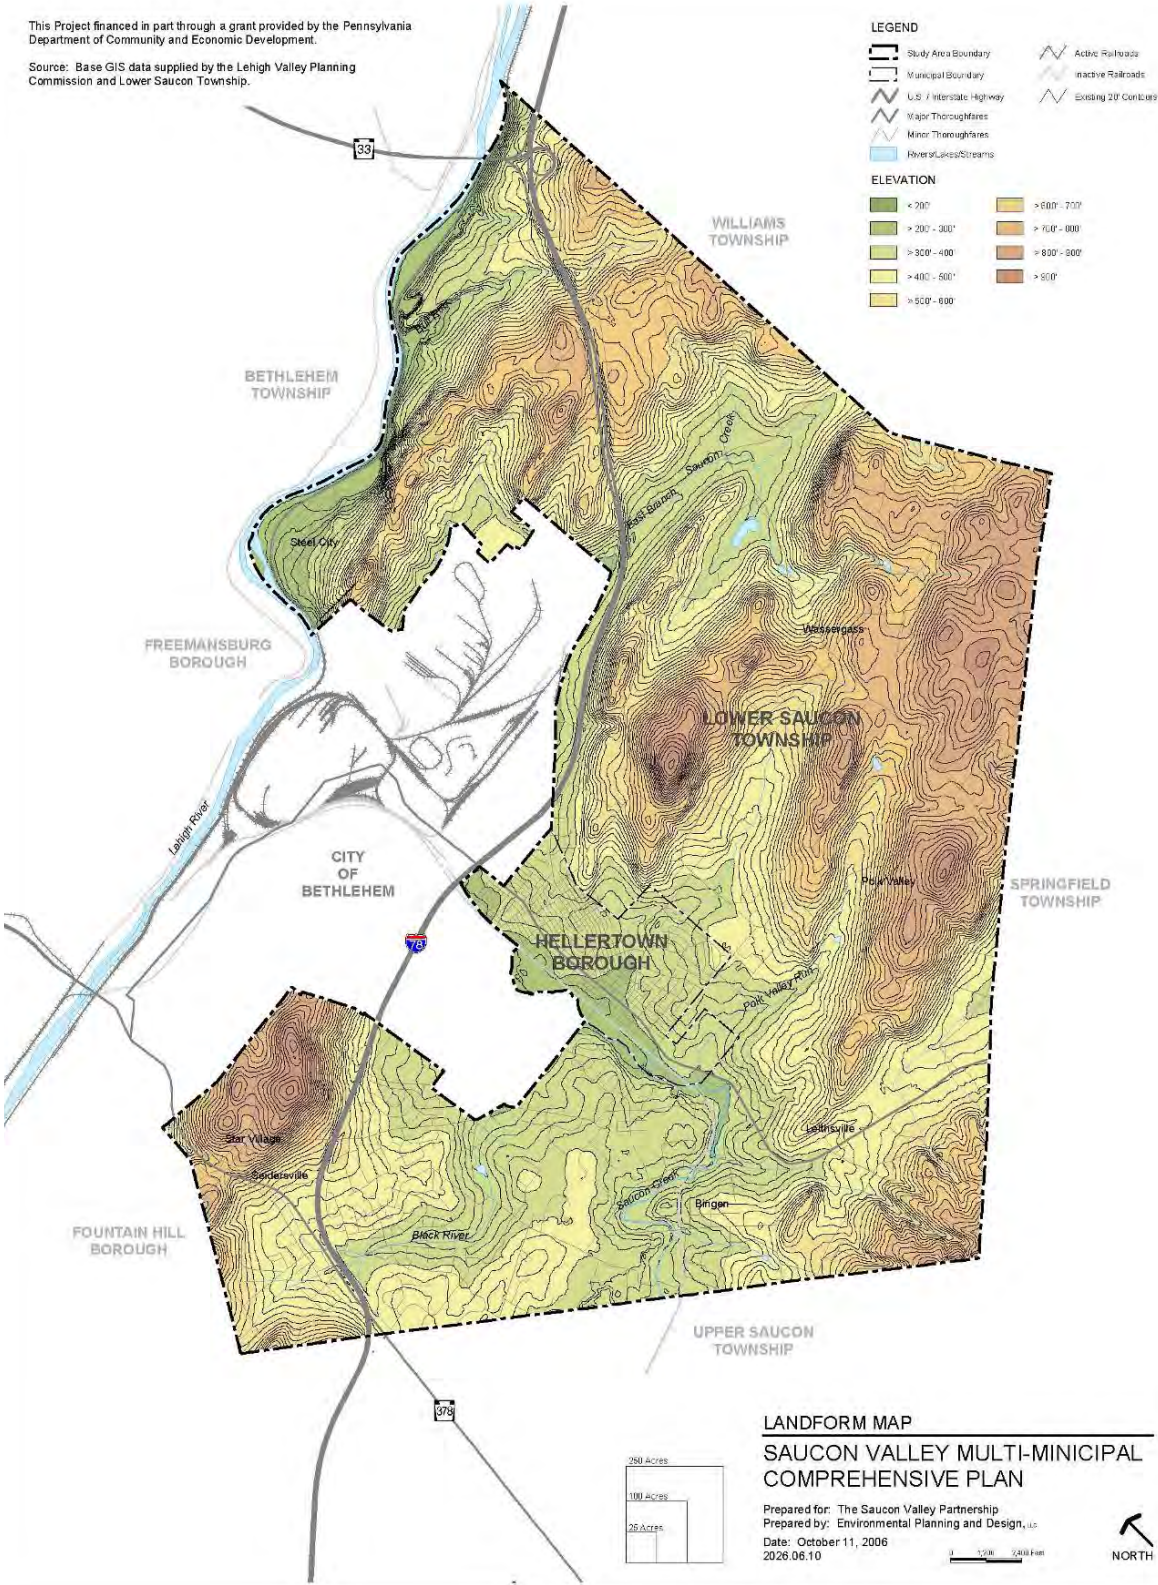 This Project financed in part through a grant provided by the Pennsylvania
Department of Community and Economic Development.
Source: Base GIS data supplied by the Lehigh Valley Planning
Commission and Lower Saucon Township.
LEGEND
Study Area Boundary
Active Railroads
Municipal Boundary
Inactive Railroads
U.S. / Interstate Highway
Existing 20' Contours
Major Thoroughfares
Minor Thoroughfares
Rivers/Lakes/Streams
ELEVATION
< 200'
> 600' - 700'
> 200' - 300'
> 700' - 800'
> 300' - 400'
> 800' - 900'
> 400' - 500'
> 900'
> 500' - 600'
33
WILLIAMS
TOWNSHIP
BETHLEHEM
TOWNSHIP
East Branch Saucon Creek
Steel City
FREEMANSBURG
BOROUGH
Wassergass
LOWER SAUCON
TOWNSHIP
Lehigh River
CITY
OF
BETHLEHEM
Polk Valley
SPRINGFIELD
TOWNSHIP
78
HELLERTOWN
BOROUGH
Polk Valley Run
Star Village
Leithsville
Seidersville
Saucon Creek
Bingen
FOUNTAIN HILL
BOROUGH
Black River
UPPER SAUCON
TOWNSHIP
378
LANDFORM MAP
SAUCON VALLEY MULTI-MINICIPAL
COMPREHENSIVE PLAN
250 Acres
100 Acres
25 Acres
Prepared for: The Saucon Valley Partnership
Prepared by: Environmental Planning and Design, LLC
Date: October 11, 2006
2026.06.10
0 1,200 2,400 Feet
NORTH